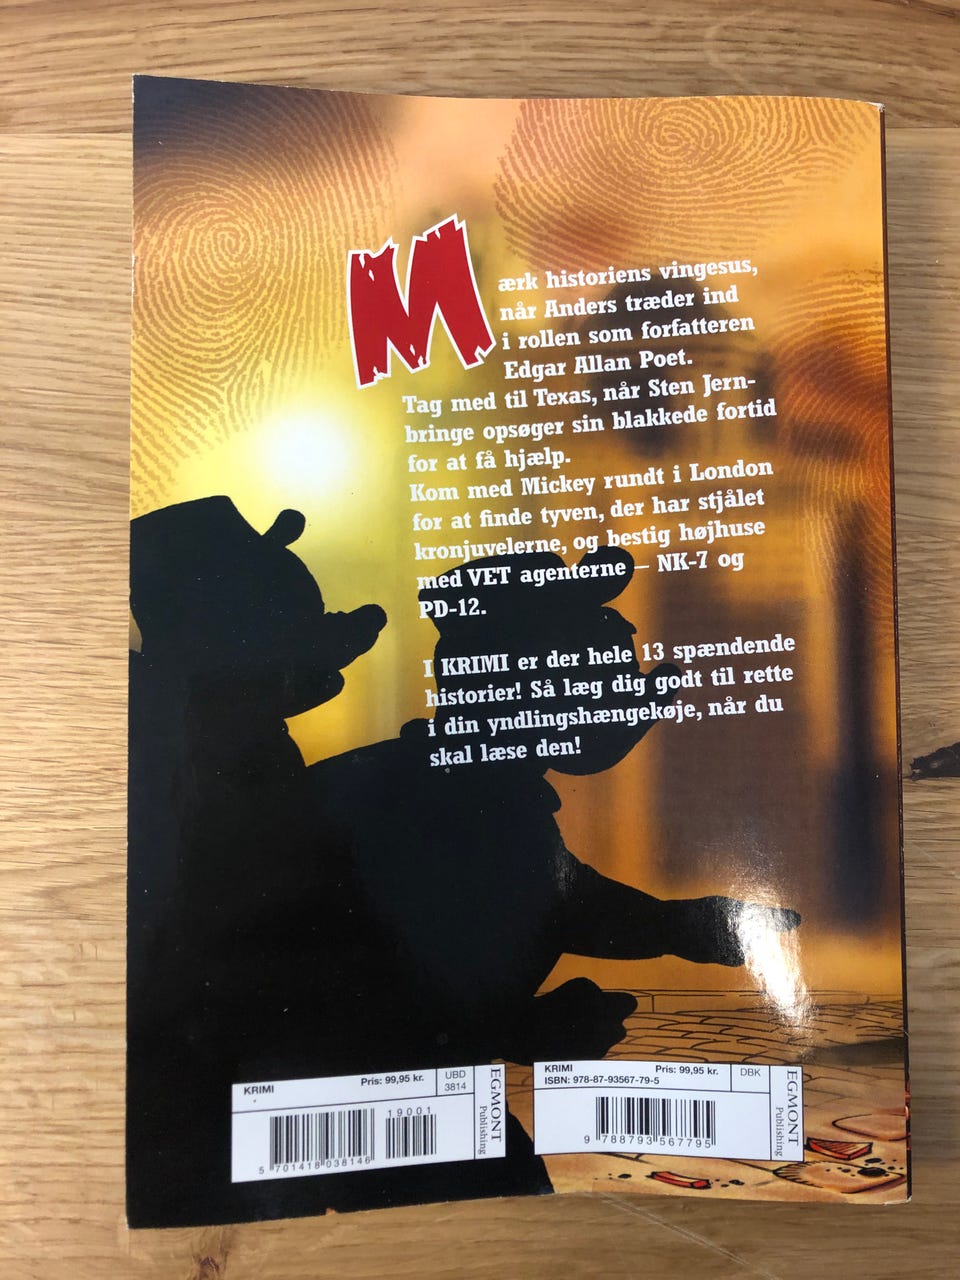 Mærk historiens vingesus,
når Anders træder ind
i rollen som forfatteren
Edgar Allan Poet.
Tag med til Texas, når Sten Jern-
bringe opsøger sin blakkede fortid
for at få hjælp.
Kom med Mickey rundt i London
for at finde tyven, der har stjålet
kronjuvelerne, og bestig højhuse
med VET agenterne – NK-7 og
PD-12.
I KRIMI er der hele 13 spændende
historier! Så læg dig godt til rette
i din yndlingshængekøje, når du
skal læse den!
KRIMI Pris: 99,95 kr. UBD
3814
19001
5 701418 038146
EGMONT
Publishing
KRIMI Pris: 99,95 kr. DBK
ISBN: 978-87-93567-79-5
9 788793 567795
EGMONT
Publishing